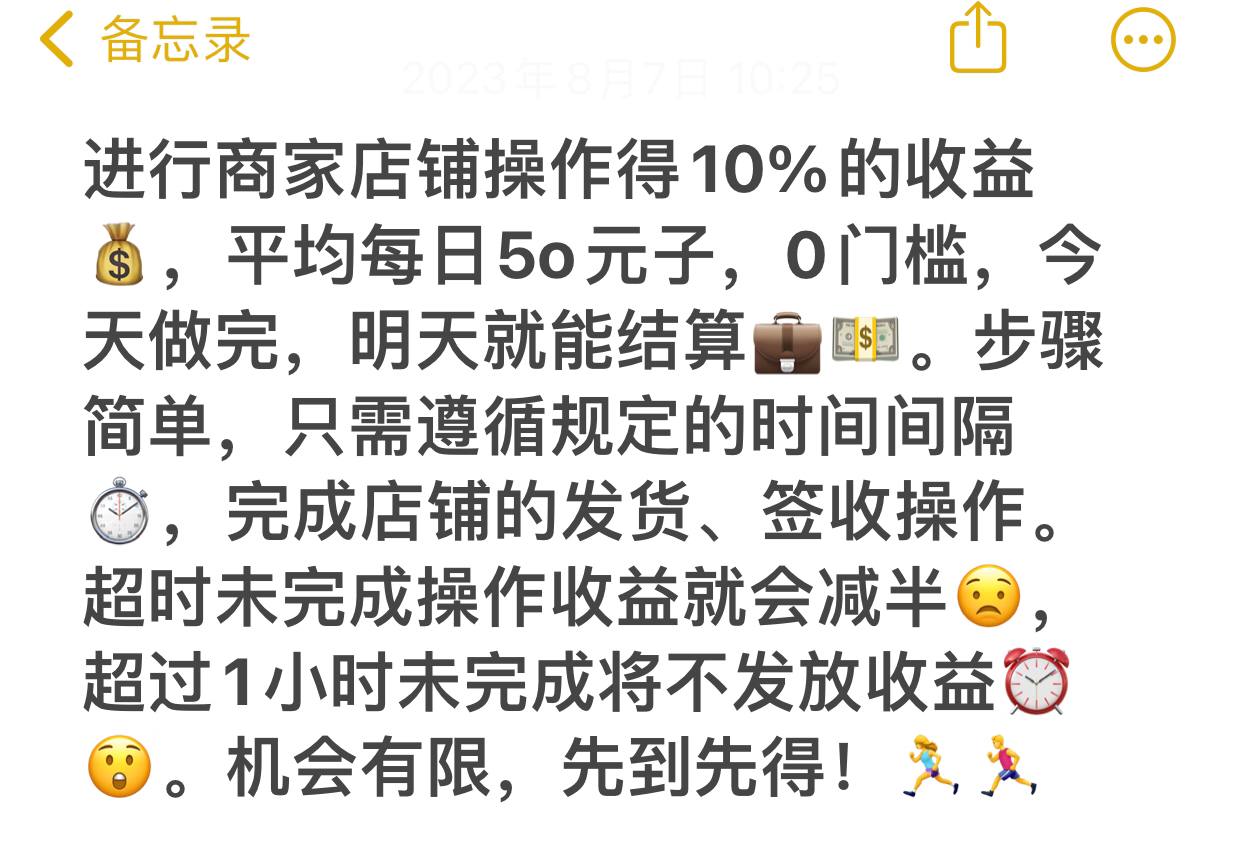 备忘录
2023年8月7日 10:25
进行商家店铺操作得10%的收益
💰，平均每日5o元子，0门槛，今
天做完，明天就能结算💼💵。步骤
简单，只需遵循规定的时间间隔
⏱，完成店铺的发货、签收操作。
超时未完成操作收益就会减半😟，
超过1小时未完成将不发放收益⏰
😲。机会有限，先到先得！🏃‍♀️🏃